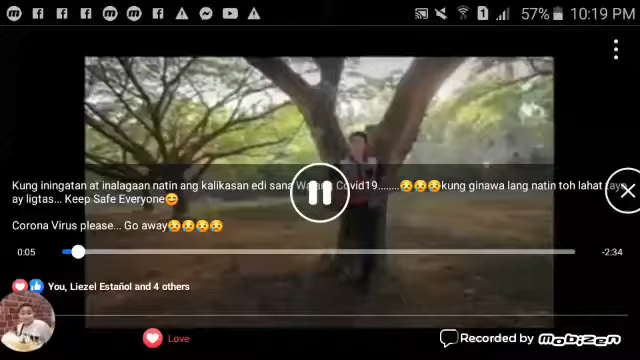 57% 10:19 PM
Kung iningatan at inalagaan natin ang kalikasan edi sana Walang Covid19........😥😥😥kung ginawa lang natin toh lahat tayo
ay ligtas... Keep Safe Everyone😊
Corona Virus please... Go away😥😥😥😥
0:05 -2:34
You, Liezel Estañol and 4 others
Love
Recorded by mobizen